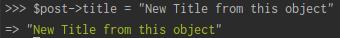 >>> $post->title = "New Title from this object"
=> "New Title from this object"